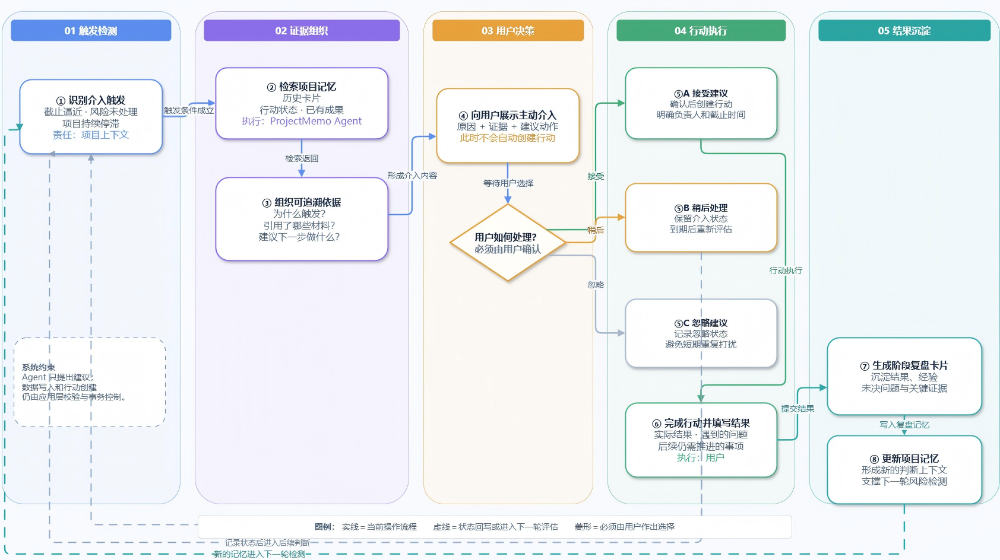 01 触发检测
① 识别介入触发
截止逼近 · 风险未处理
项目持续停滞
责任：项目上下文
系统约束
Agent 只提出建议；
数据写入和行动创建
仍由应用层校验与事务控制。
触发条件成立
02 证据组织
② 检索项目记忆
历史卡片
行动状态 · 已有成果
执行：ProjectMemo Agent
检索返回
③ 组织可追溯依据
为什么触发？
引用了哪些材料？
建议下一步做什么？
形成介入内容
03 用户决策
④ 向用户展示主动介入
原因 + 证据 + 建议动作
此时不会自动创建行动
等待用户选择
用户如何处理？
必须由用户确认
接受
稍后
忽略
04 行动执行
⑤A 接受建议
确认后创建行动
明确负责人和截止时间
⑤B 稍后处理
保留介入状态
到期后重新评估
行动执行
⑤C 忽略建议
记录忽略状态
避免短期重复打扰
⑥ 完成行动并填写结果
实际结果 · 遇到的问题
后续仍需推进的事项
执行：用户
提交结果
05 结果沉淀
⑦ 生成阶段复盘卡片
沉淀结果、经验
未决问题与关键证据
写入复盘记忆
⑧ 更新项目记忆
形成新的判断上下文
支撑下一轮风险检测
图例： 实线＝当前操作流程 虚线＝状态回写或进入下一轮评估 菱形＝必须由用户作出选择
记录状态后进入后续判断
新的记忆进入下一轮检测